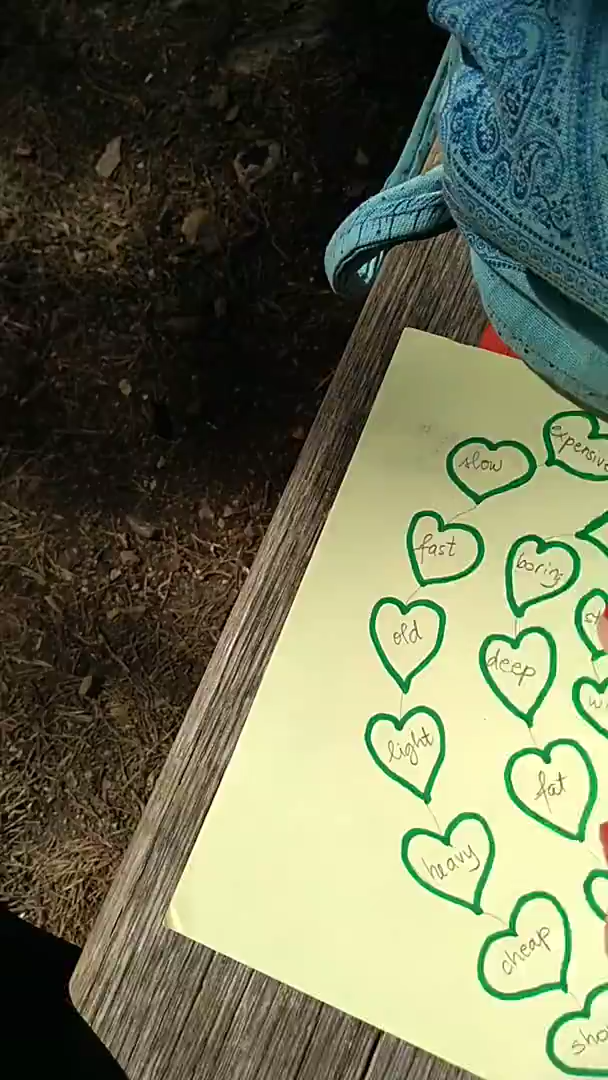 expensive
slow
fast
boring
old
deep
light
fat
heavy
cheap